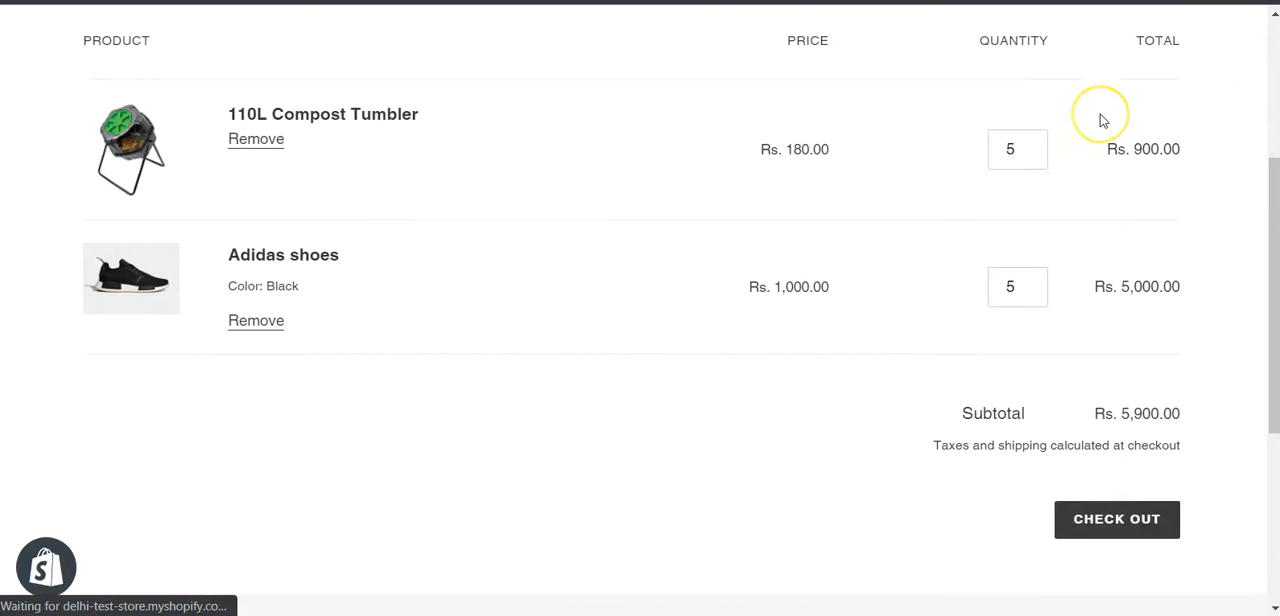 PRODUCT PRICE QUANTITY TOTAL
110L Compost Tumbler
Remove
Rs. 180.00 5 Rs. 900.00
Adidas shoes
Color: Black
Rs. 1,000.00 5 Rs. 5,000.00
Remove
Subtotal Rs. 5,900.00
Taxes and shipping calculated at checkout
CHECK OUT
S
Waiting for delhi-test-store.myshopify.co...